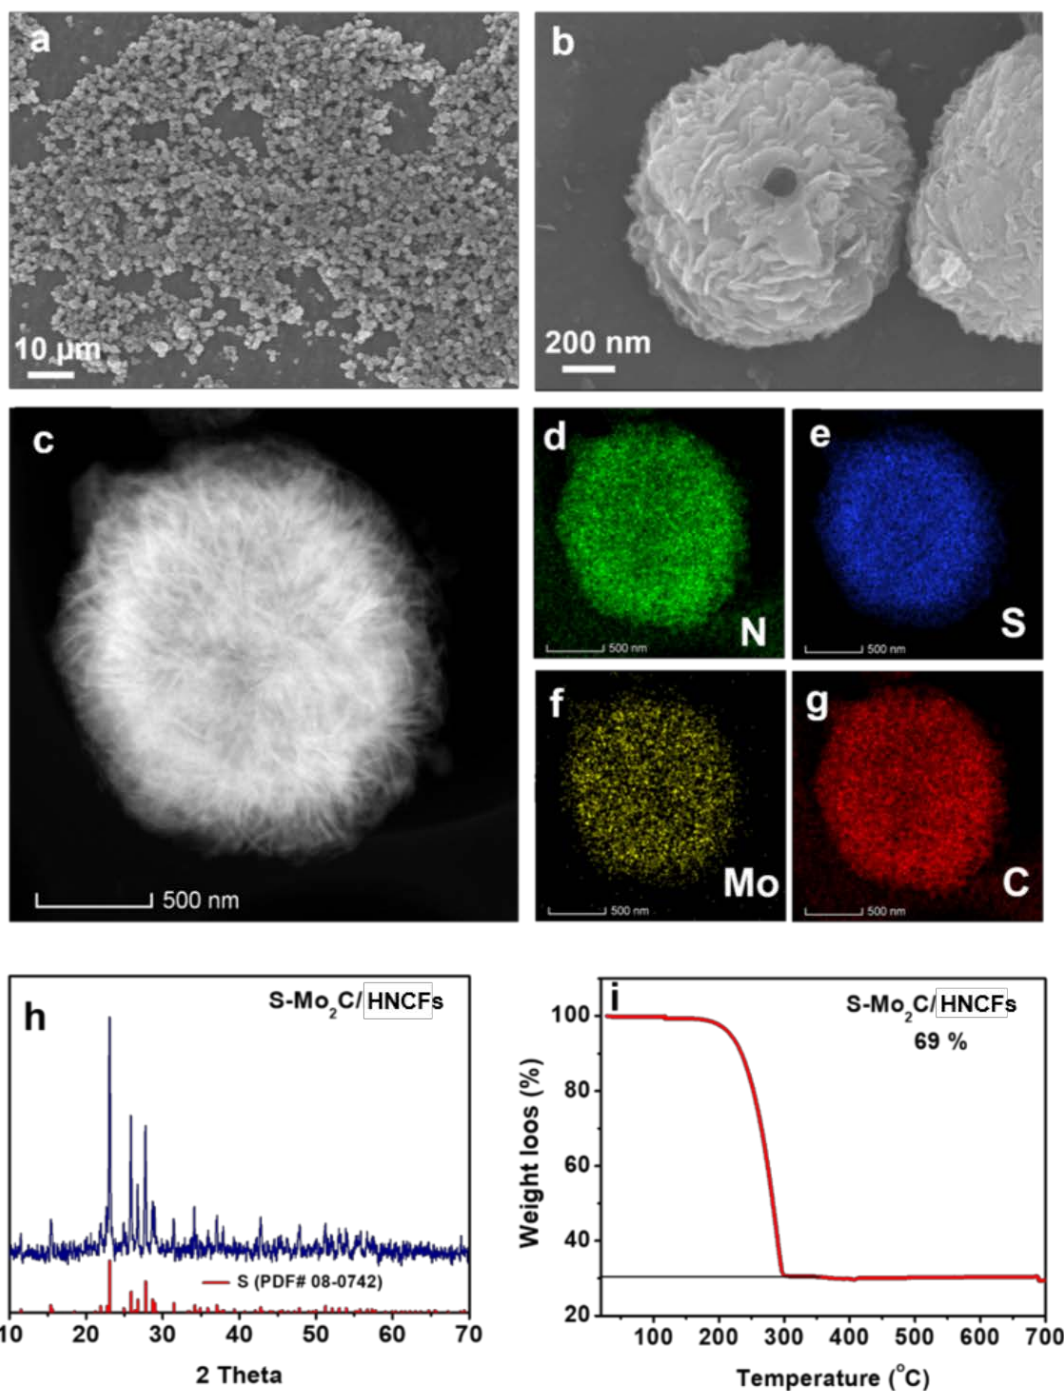 a
10 µm
b
200 nm
c
500 nm
d
N
500 nm
e
S
500 nm
f
Mo
500 nm
g
C
500 nm
h
S-Mo₂C/HNCFs
S (PDF# 08-0742)
10 20 30 40 50 60 70
2 Theta
i
S-Mo₂C/HNCFs
69 %
Weight loos (%)
100
80
60
40
20
100 200 300 400 500 600 700
Temperature (°C)